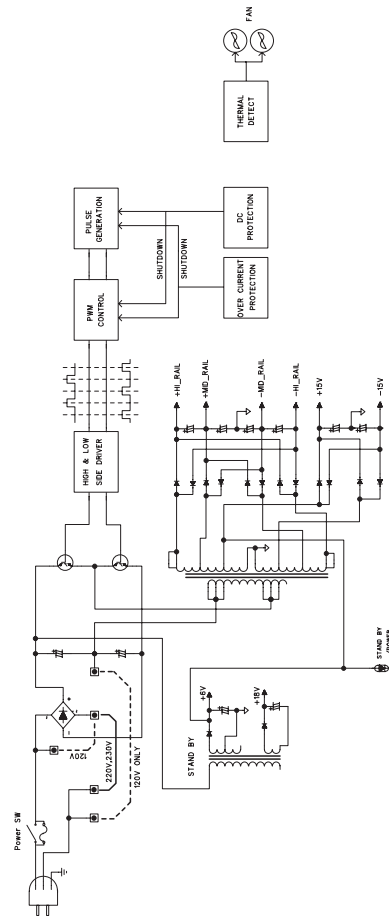 Power SW
120V
220V,230V
120V ONLY
HIGH & LOW
SIDE DRIVER
PWM
CONTROL
PULSE
GENERATION
SHUTDOWN
SHUTDOWN
OVER CURRENT
PROTECTION
DC
PROTECTION
THERMAL
DETECT
FAN
+HI_RAIL
+MID_RAIL
-MID_RAIL
-HI_RAIL
+15V
-15V
STAND BY
+6V
+18V
STAND BY
/POWER